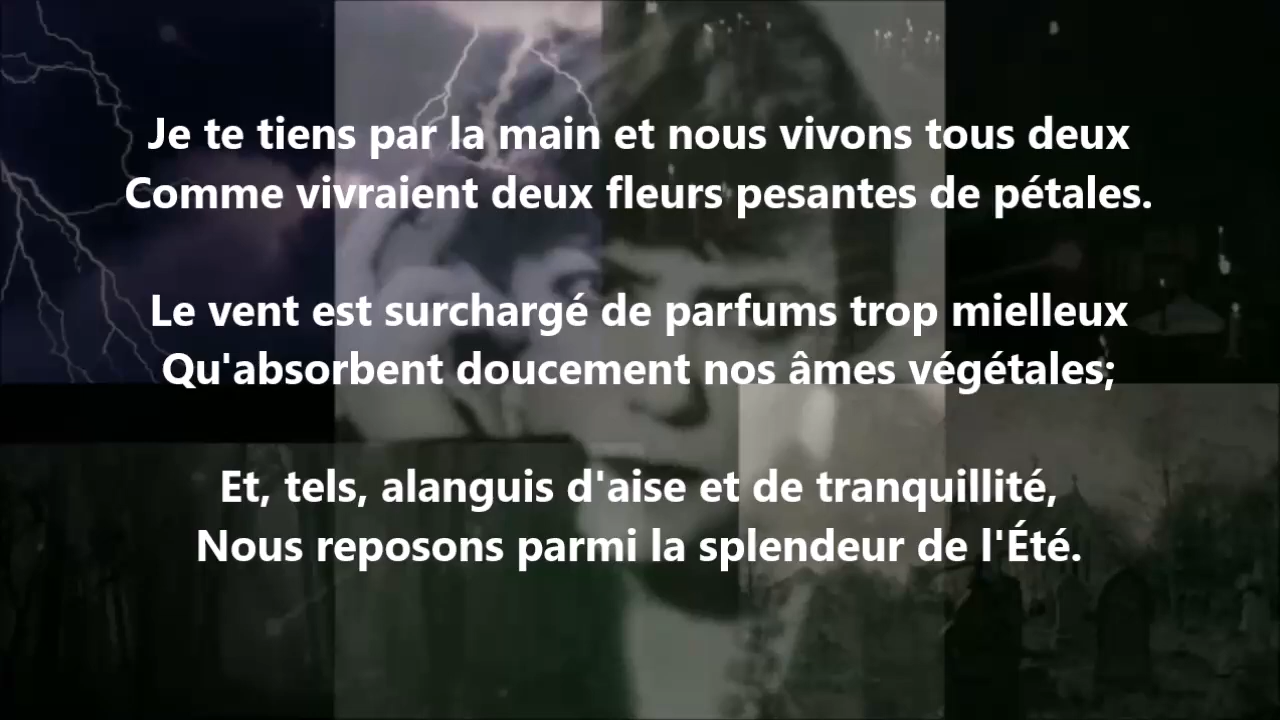 Je te tiens par la main et nous vivons tous deux
Comme vivraient deux fleurs pesantes de pétales.
Le vent est surchargé de parfums trop mielleux
Qu'absorbent doucement nos âmes végétales;
Et, tels, alanguis d'aise et de tranquillité,
Nous reposons parmi la splendeur de l'Été.